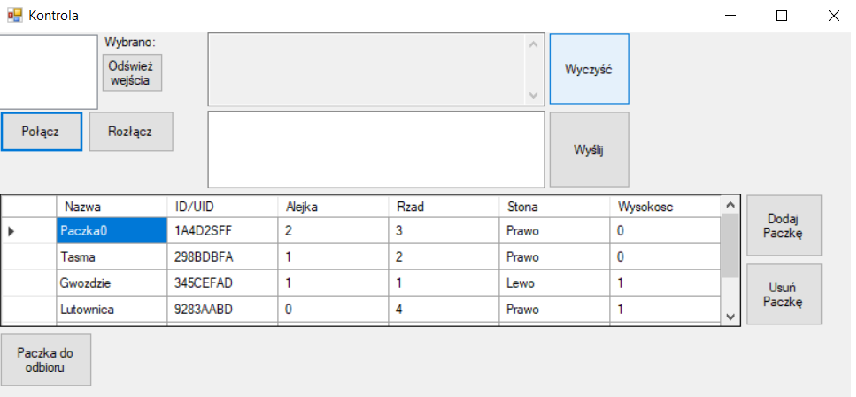 Kontrola
Wybrano:
Odśwież
wejścia
Wyczyść
Połącz
Rozłącz
Wyślij
Nazwa ID/UID Alejka Rzad Stona Wysokosc
Paczka0 1A4D2SFF 2 3 Prawo 0
Tasma 298BDBFA 1 2 Prawo 0
Gwozdzie 345CEFAD 1 1 Lewo 1
Lutownica 9283AABD 0 4 Prawo 1
Dodaj
Paczkę
Usuń
Paczkę
Paczka do
odbioru